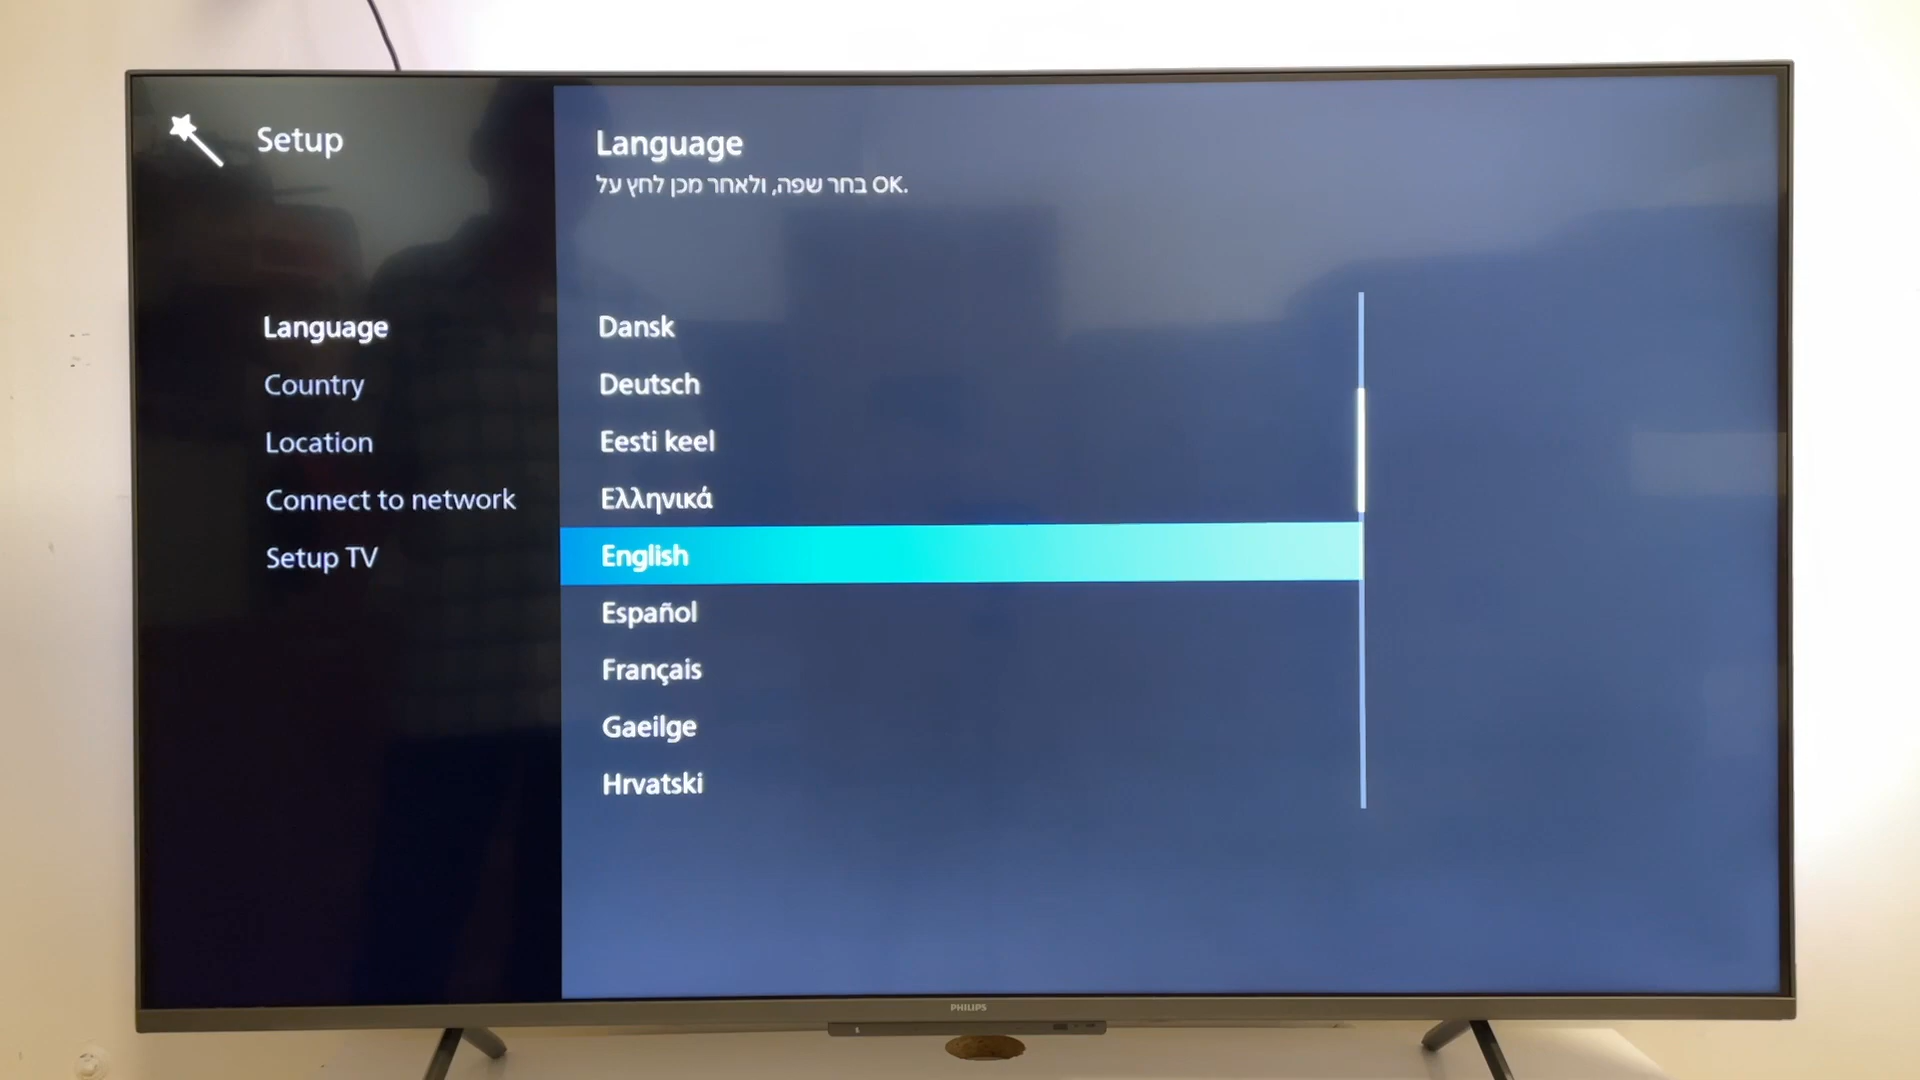 Setup
Language
Country
Location
Connect to network
Setup TV
Language
בחר שפה, ולאחר מכן לחץ על OK.
Dansk
Deutsch
Eesti keel
Ελληνικά
English
Español
Français
Gaeilge
Hrvatski
PHILIPS